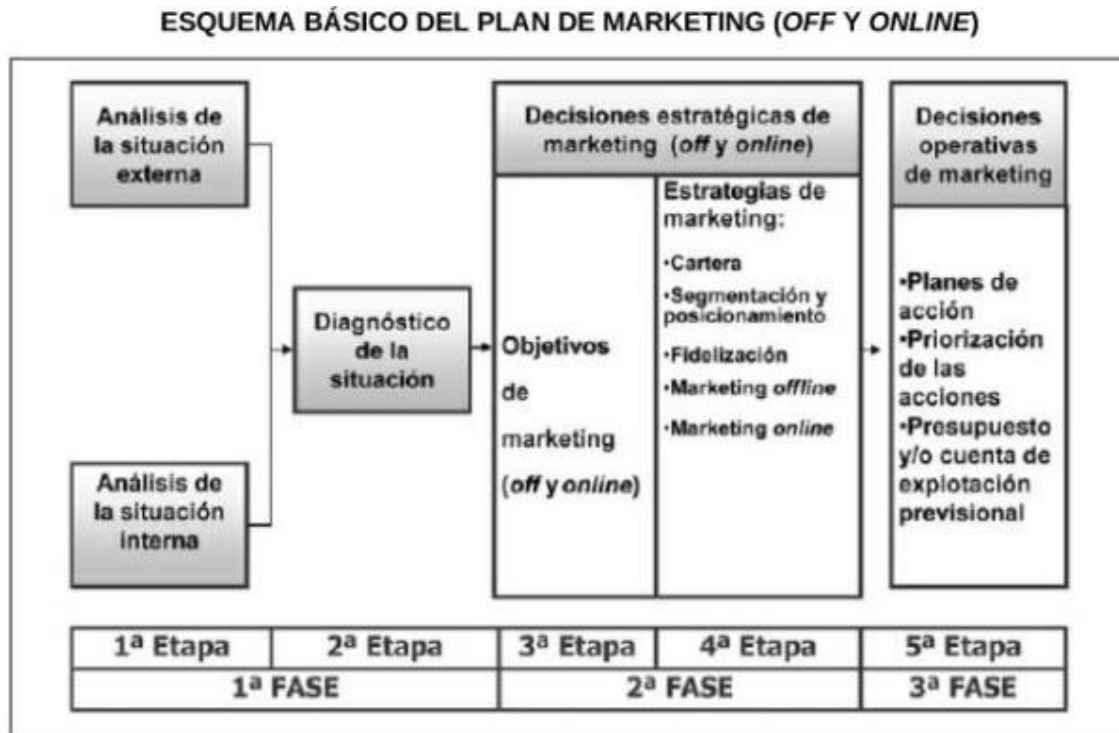 ESQUEMA BÁSICO DEL PLAN DE MARKETING (OFF Y ONLINE)
Análisis de
la situación
externa
Análisis de
la situación
interna
Diagnóstico
de la
situación
Decisiones estratégicas de
marketing (off y online)
Objetivos
de
marketing
(off y online)
Estrategias de
marketing:
•Cartera
•Segmentación y
posicionamiento
•Fidelización
•Marketing offline
•Marketing online
Decisiones
operativas
de marketing
•Planes de
acción
•Priorización
de las
acciones
•Presupuesto
y/o cuenta de
explotación
previsional
1ª Etapa
2ª Etapa
3ª Etapa
4ª Etapa
5ª Etapa
1ª FASE
2ª FASE
3ª FASE